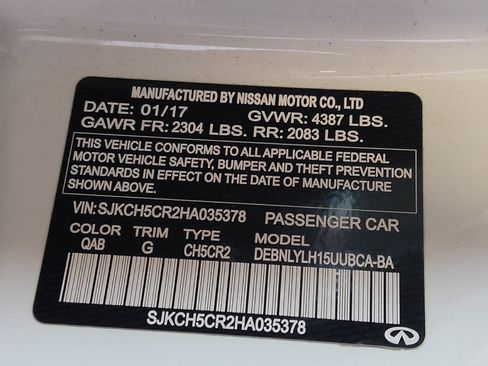 MANUFACTURED BY NISSAN MOTOR CO., LTD
DATE: 01/17 GVWR: 4387 LBS.
GAWR FR: 2304 LBS. RR: 2083 LBS.
THIS VEHICLE CONFORMS TO ALL APPLICABLE FEDERAL
MOTOR VEHICLE SAFETY, BUMPER AND THEFT PREVENTION
STANDARDS IN EFFECT ON THE DATE OF MANUFACTURE
SHOWN ABOVE.
VIN:SJKCH5CR2HA035378 PASSENGER CAR
COLOR TRIM TYPE MODEL
QAB G CH5CR2 DEBNLYLH15UUBCA-BA
SJKCH5CR2HA035378